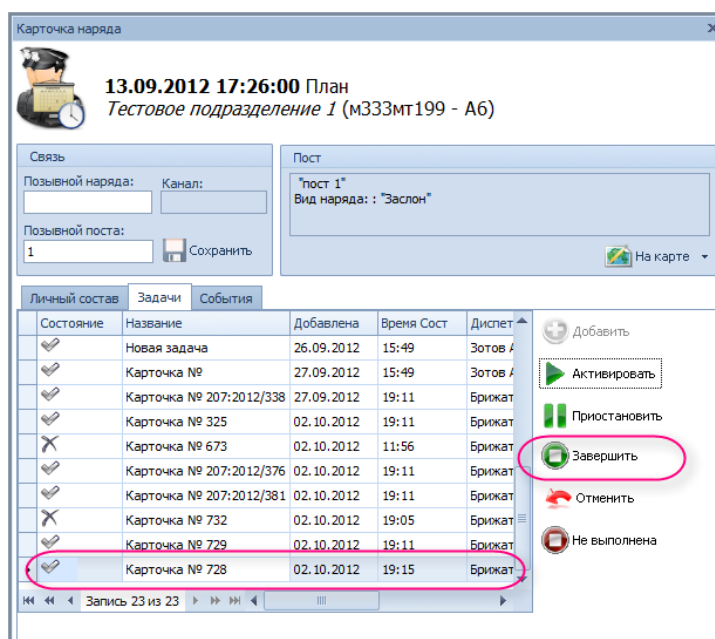 Карточка наряда
13.09.2012 17:26:00 План
Тестовое подразделение 1 (м333мт199 - А6)
Связь
Позывной наряда: Канал:
Позывной поста:
1 Сохранить
Пост
"пост 1"
Вид наряда: : "Заслон"
На карте
Личный состав Задачи События
Состояние Название Добавлена Время Сост Диспет
Новая задача 26.09.2012 15:49 Зотов А
Карточка № 27.09.2012 15:49 Зотов А
Карточка № 207:2012/338 27.09.2012 19:11 Брижат
Карточка № 325 02.10.2012 19:11 Брижат
Карточка № 673 02.10.2012 11:56 Брижат
Карточка № 207:2012/376 02.10.2012 19:11 Брижат
Карточка № 207:2012/381 02.10.2012 19:11 Брижат
Карточка № 732 02.10.2012 19:05 Брижат
Карточка № 729 02.10.2012 19:11 Брижат
Карточка № 728 02.10.2012 19:15 Брижат
Запись 23 из 23
Добавить
Активировать
Приостановить
Завершить
Отменить
Не выполнена